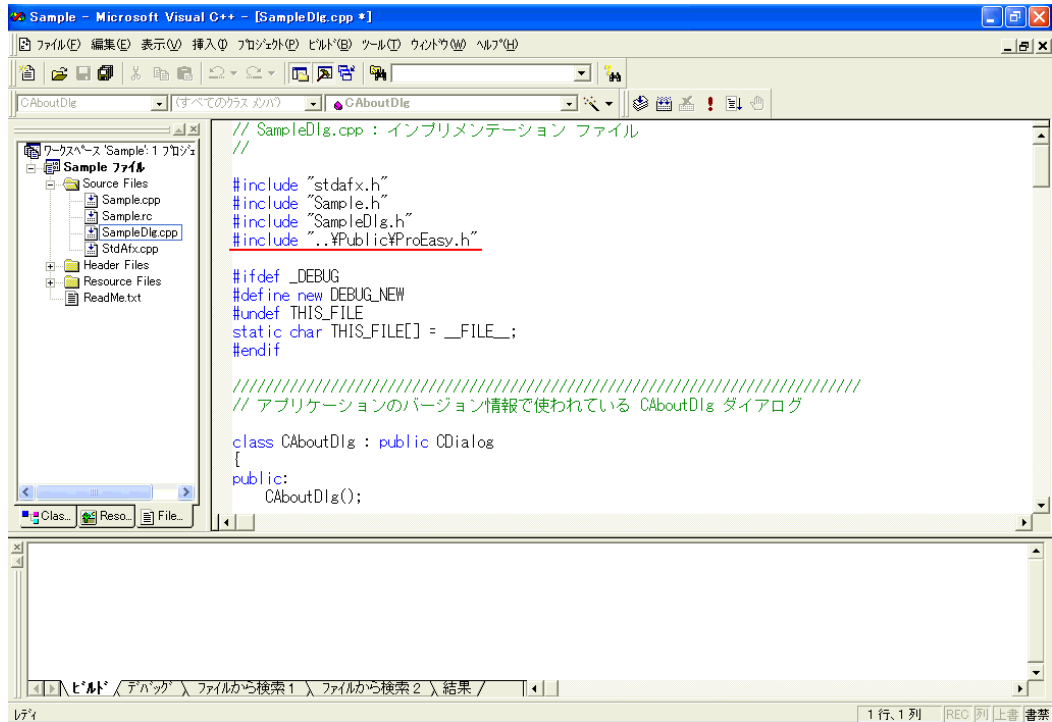 Sample - Microsoft Visual C++ - [SampleDlg.cpp *]
ファイル(F) 編集(E) 表示(V) 挿入(I) プロジェクト(P) ビルド(B) ツール(T) ウィンドウ(W) ヘルプ(H)
CAboutDlg (すべてのクラス メンバ) CAboutDlg
ワークスペース 'Sample': 1 プロジェ
Sample ファイル
Source Files
Sample.cpp
Sample.rc
SampleDlg.cpp
StdAfx.cpp
Header Files
Resource Files
ReadMe.txt
Clas... Reso... File...
// SampleDlg.cpp : インプリメンテーション ファイル
//
#include "stdafx.h"
#include "Sample.h"
#include "SampleDlg.h"
#include "..¥Public¥ProEasy.h"
#ifdef _DEBUG
#define new DEBUG_NEW
#undef THIS_FILE
static char THIS_FILE[] = __FILE__;
#endif
/////////////////////////////////////////////////////////////////////////////
// アプリケーションのバージョン情報で使われている CAboutDlg ダイアログ
class CAboutDlg : public CDialog
{
public:
CAboutDlg();
ビルド デバッグ ファイルから検索 1 ファイルから検索 2 結果
レディ 1 行、1 列 REC 列 上書 書禁